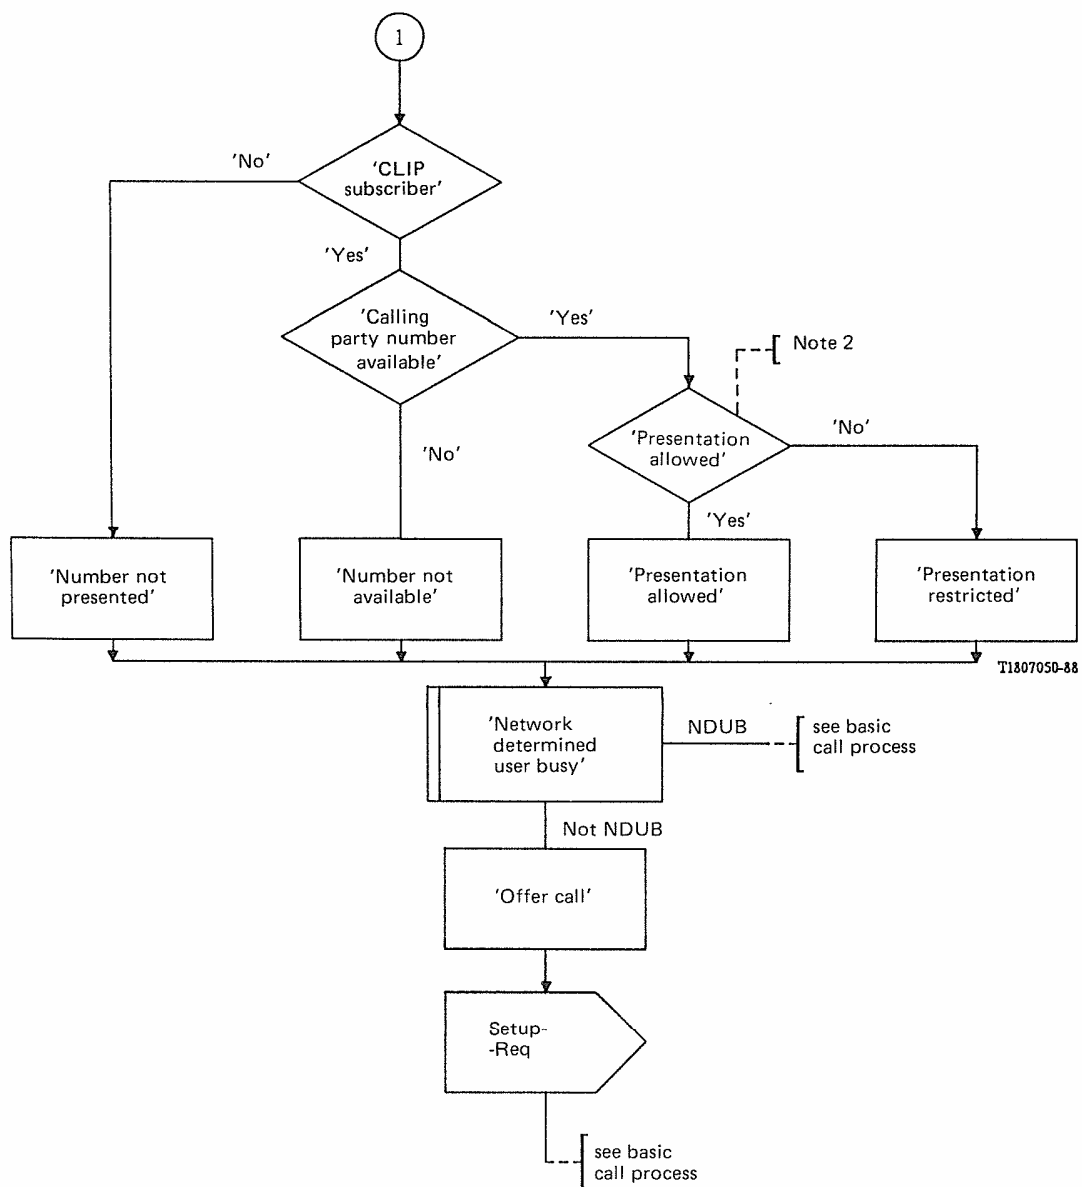 1
'CLIP
subscriber'
'No'
'Yes'
'Calling
party number
available'
'Yes'
Note 2
'No'
'Presentation
allowed'
'No'
'Yes'
'Number not
presented'
'Number not
available'
'Presentation
allowed'
'Presentation
restricted'
T1807050-88
'Network
determined
user busy'
NDUB
see basic
call process
Not NDUB
'Offer call'
Setup-
-Req
see basic
call process